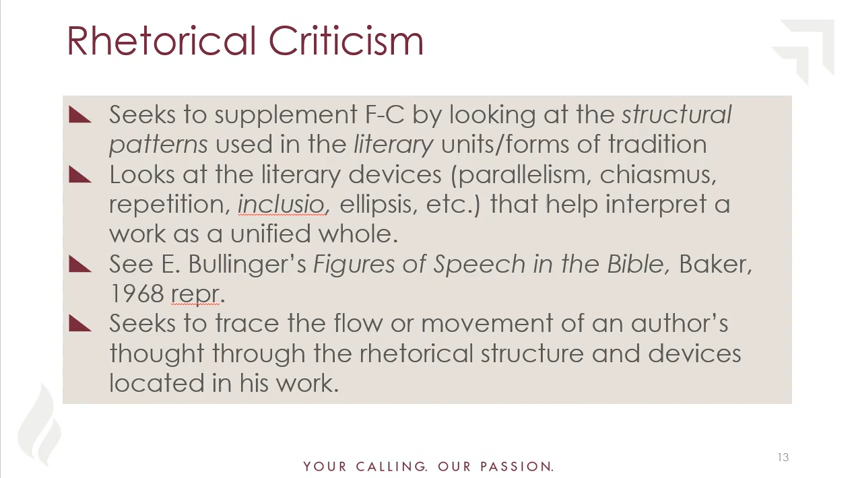 Rhetorical Criticism
Seeks to supplement F-C by looking at the structural
patterns used in the literary units/forms of tradition
Looks at the literary devices (parallelism, chiasmus,
repetition, inclusio, ellipsis, etc.) that help interpret a
work as a unified whole.
See E. Bullinger’s Figures of Speech in the Bible, Baker,
1968 repr.
Seeks to trace the flow or movement of an author’s
thought through the rhetorical structure and devices
located in his work.
YOUR CALLING. OUR PASSION.
13